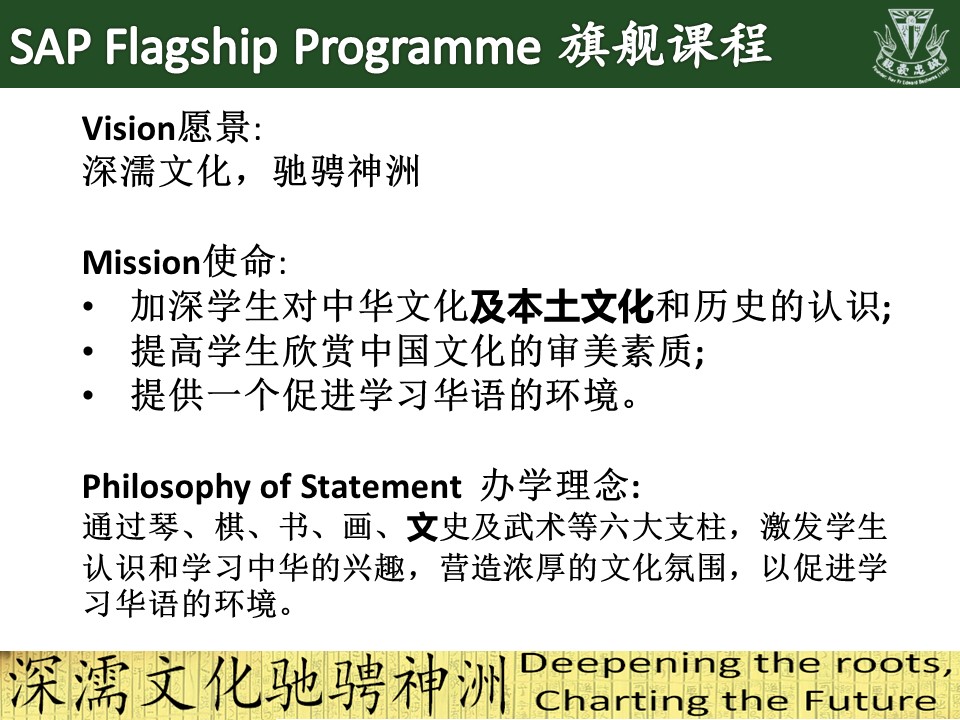 SAP Flagship Programme 旗舰课程
Vision愿景:
深濡文化，驰骋神洲
Mission使命:
• 加深学生对中华文化及本土文化和历史的认识;
• 提高学生欣赏中国文化的审美素质;
• 提供一个促进学习华语的环境。
Philosophy of Statement 办学理念:
通过琴、棋、书、画、文史及武术等六大支柱，激发学生
认识和学习中华的兴趣，营造浓厚的文化氛围，以促进学
习华语的环境。
深濡文化驰骋神洲
Deepening the roots,
Charting the Future